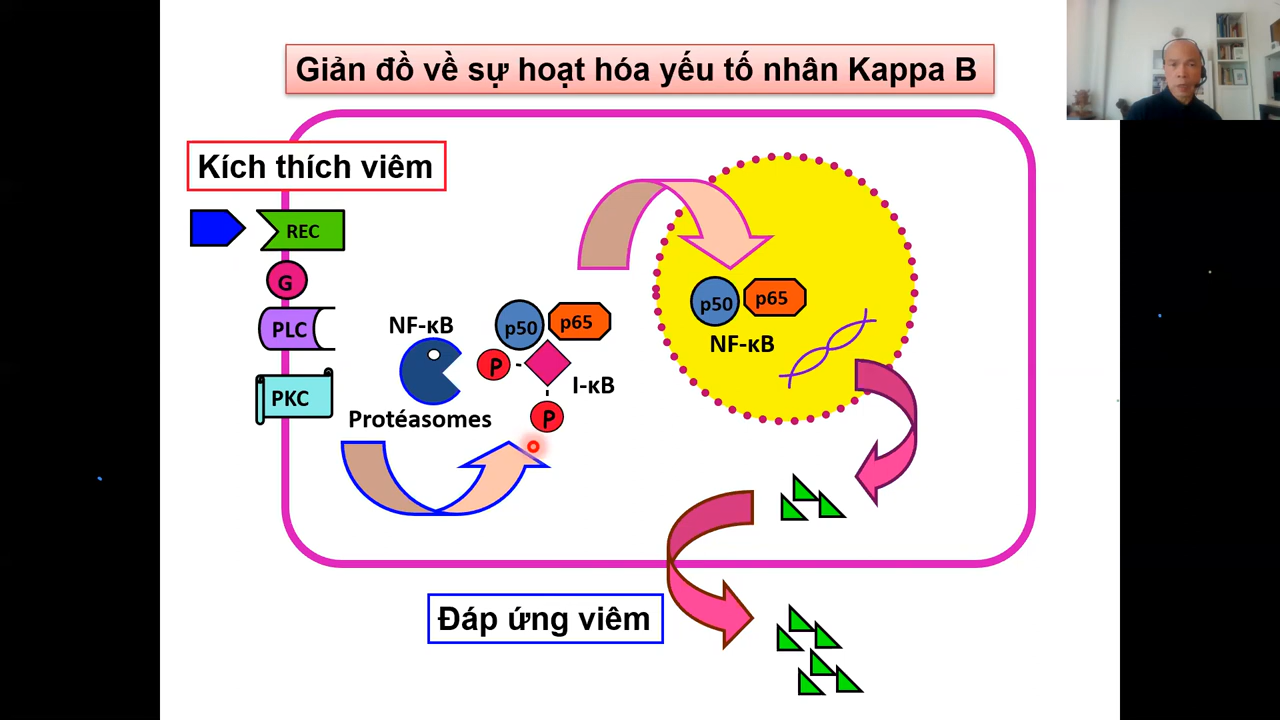 Giản đồ về sự hoạt hóa yếu tố nhân Kappa B
Kích thích viêm
REC
G
PLC
PKC
NF-κB
Protéasomes
p50
p65
P
I-κB
P
p50
p65
NF-κB
Đáp ứng viêm